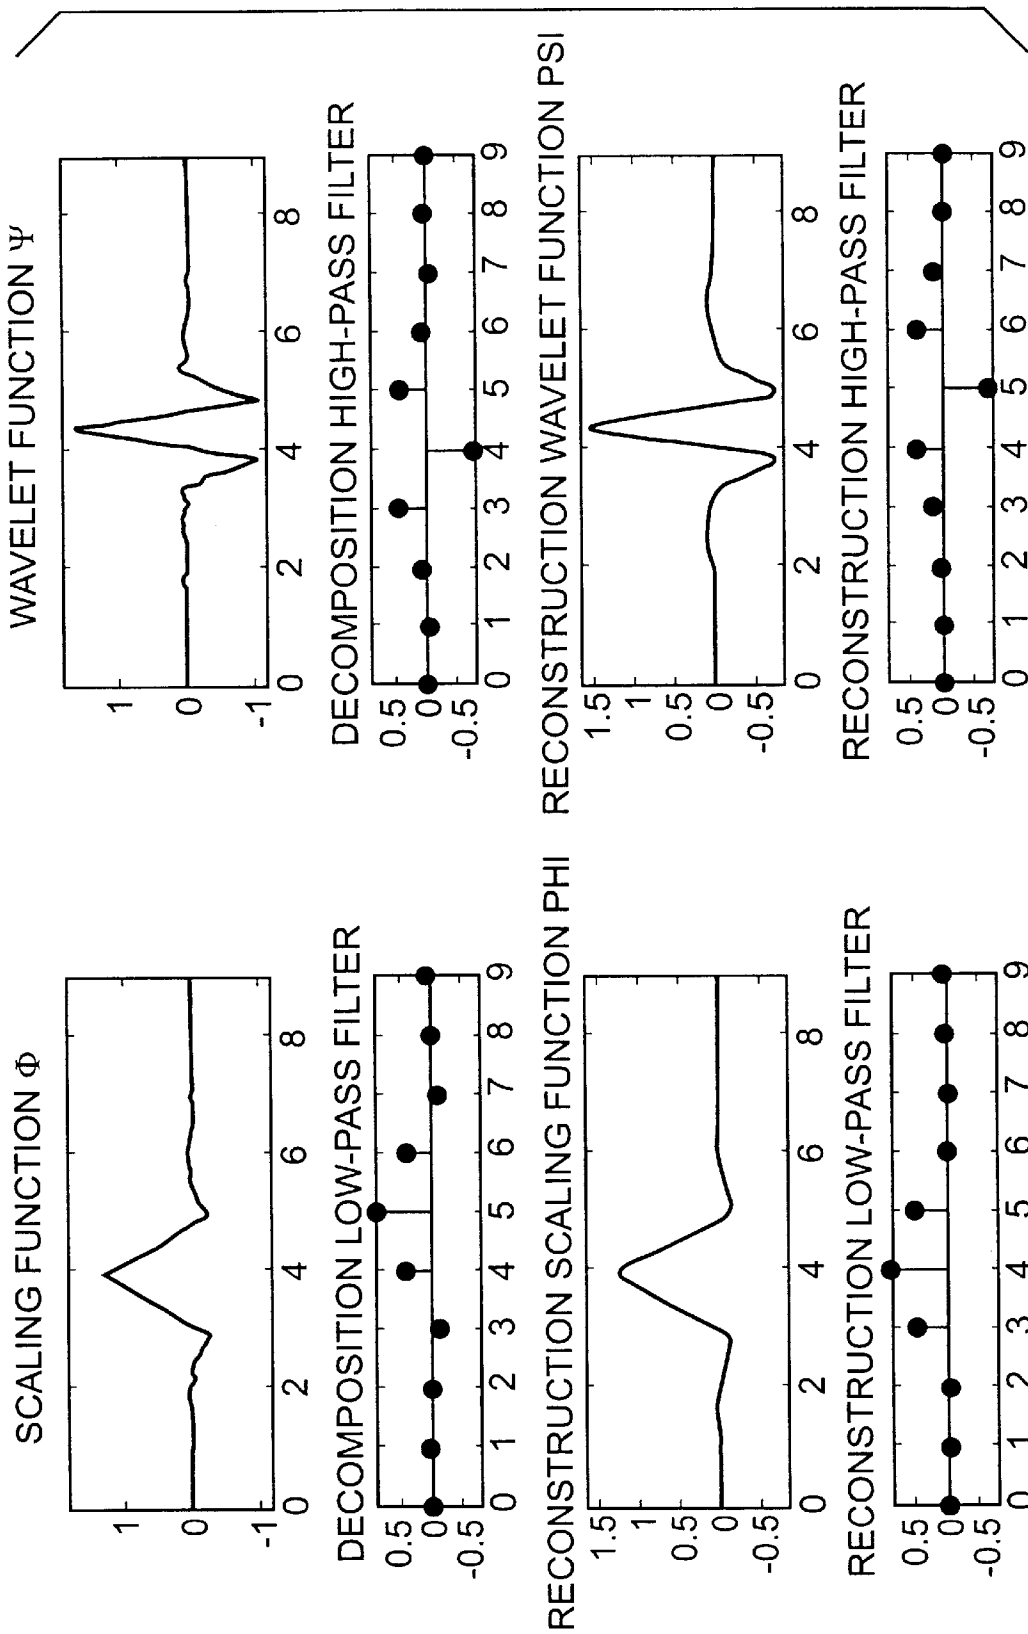 SCALING FUNCTION Φ
1
0
-1
0 2 4 6 8
WAVELET FUNCTION Ψ
1
0
-1
0 2 4 6 8
DECOMPOSITION LOW-PASS FILTER
0.5
0
-0.5
0 1 2 3 4 5 6 7 8 9
DECOMPOSITION HIGH-PASS FILTER
0.5
0
-0.5
0 1 2 3 4 5 6 7 8 9
RECONSTRUCTION SCALING FUNCTION PHI
1.5
1
0.5
0
0 2 4 6 8
RECONSTRUCTION WAVELET FUNCTION PSI
1.5
1
0.5
0
-0.5
0 2 4 6 8
RECONSTRUCTION LOW-PASS FILTER
0.5
0
-0.5
0 1 2 3 4 5 6 7 8 9
RECONSTRUCTION HIGH-PASS FILTER
0.5
0
-0.5
0 1 2 3 4 5 6 7 8 9